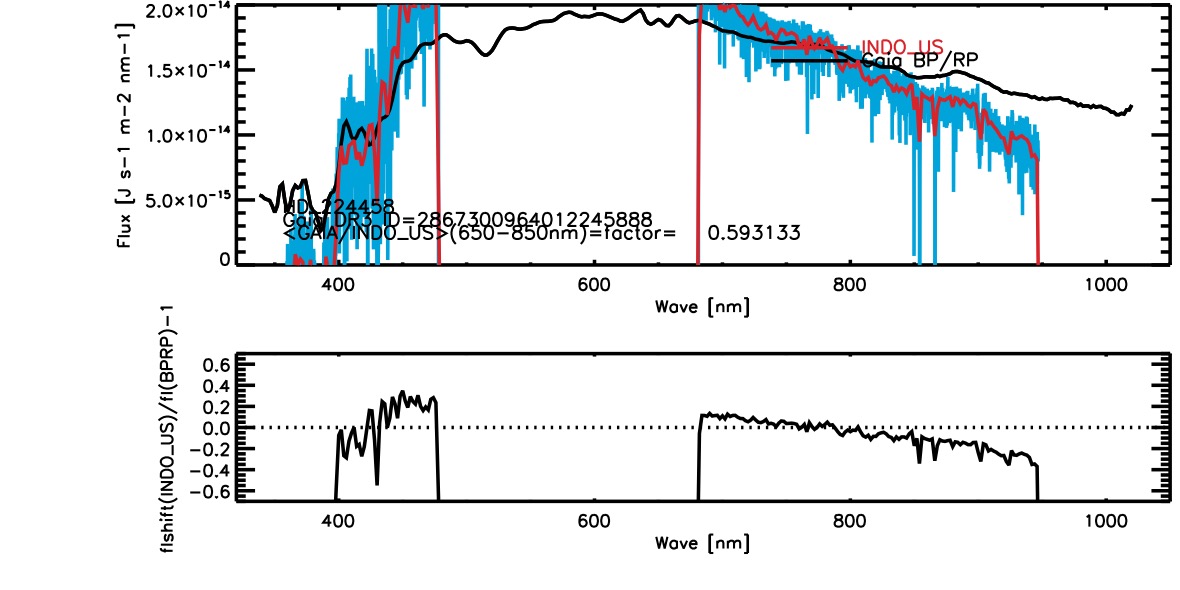 2.0×10−14
INDO_US
Gaia BP/RP
1.5×10−14
1.0×10−14
5.0×10−15
0
Flux [J s−1 m−2 nm−1]
HD 224458
Gaia DR3 ID=2867300964012245888
<GAIA/INDO_US>(650−850nm)=factor= 0.593133
400 600 800 1000
Wave [nm]
0.6
0.4
0.2
0.0
−0.2
−0.4
−0.6
flshift(INDO_US)/fl(BPRP)−1
400 600 800 1000
Wave [nm]